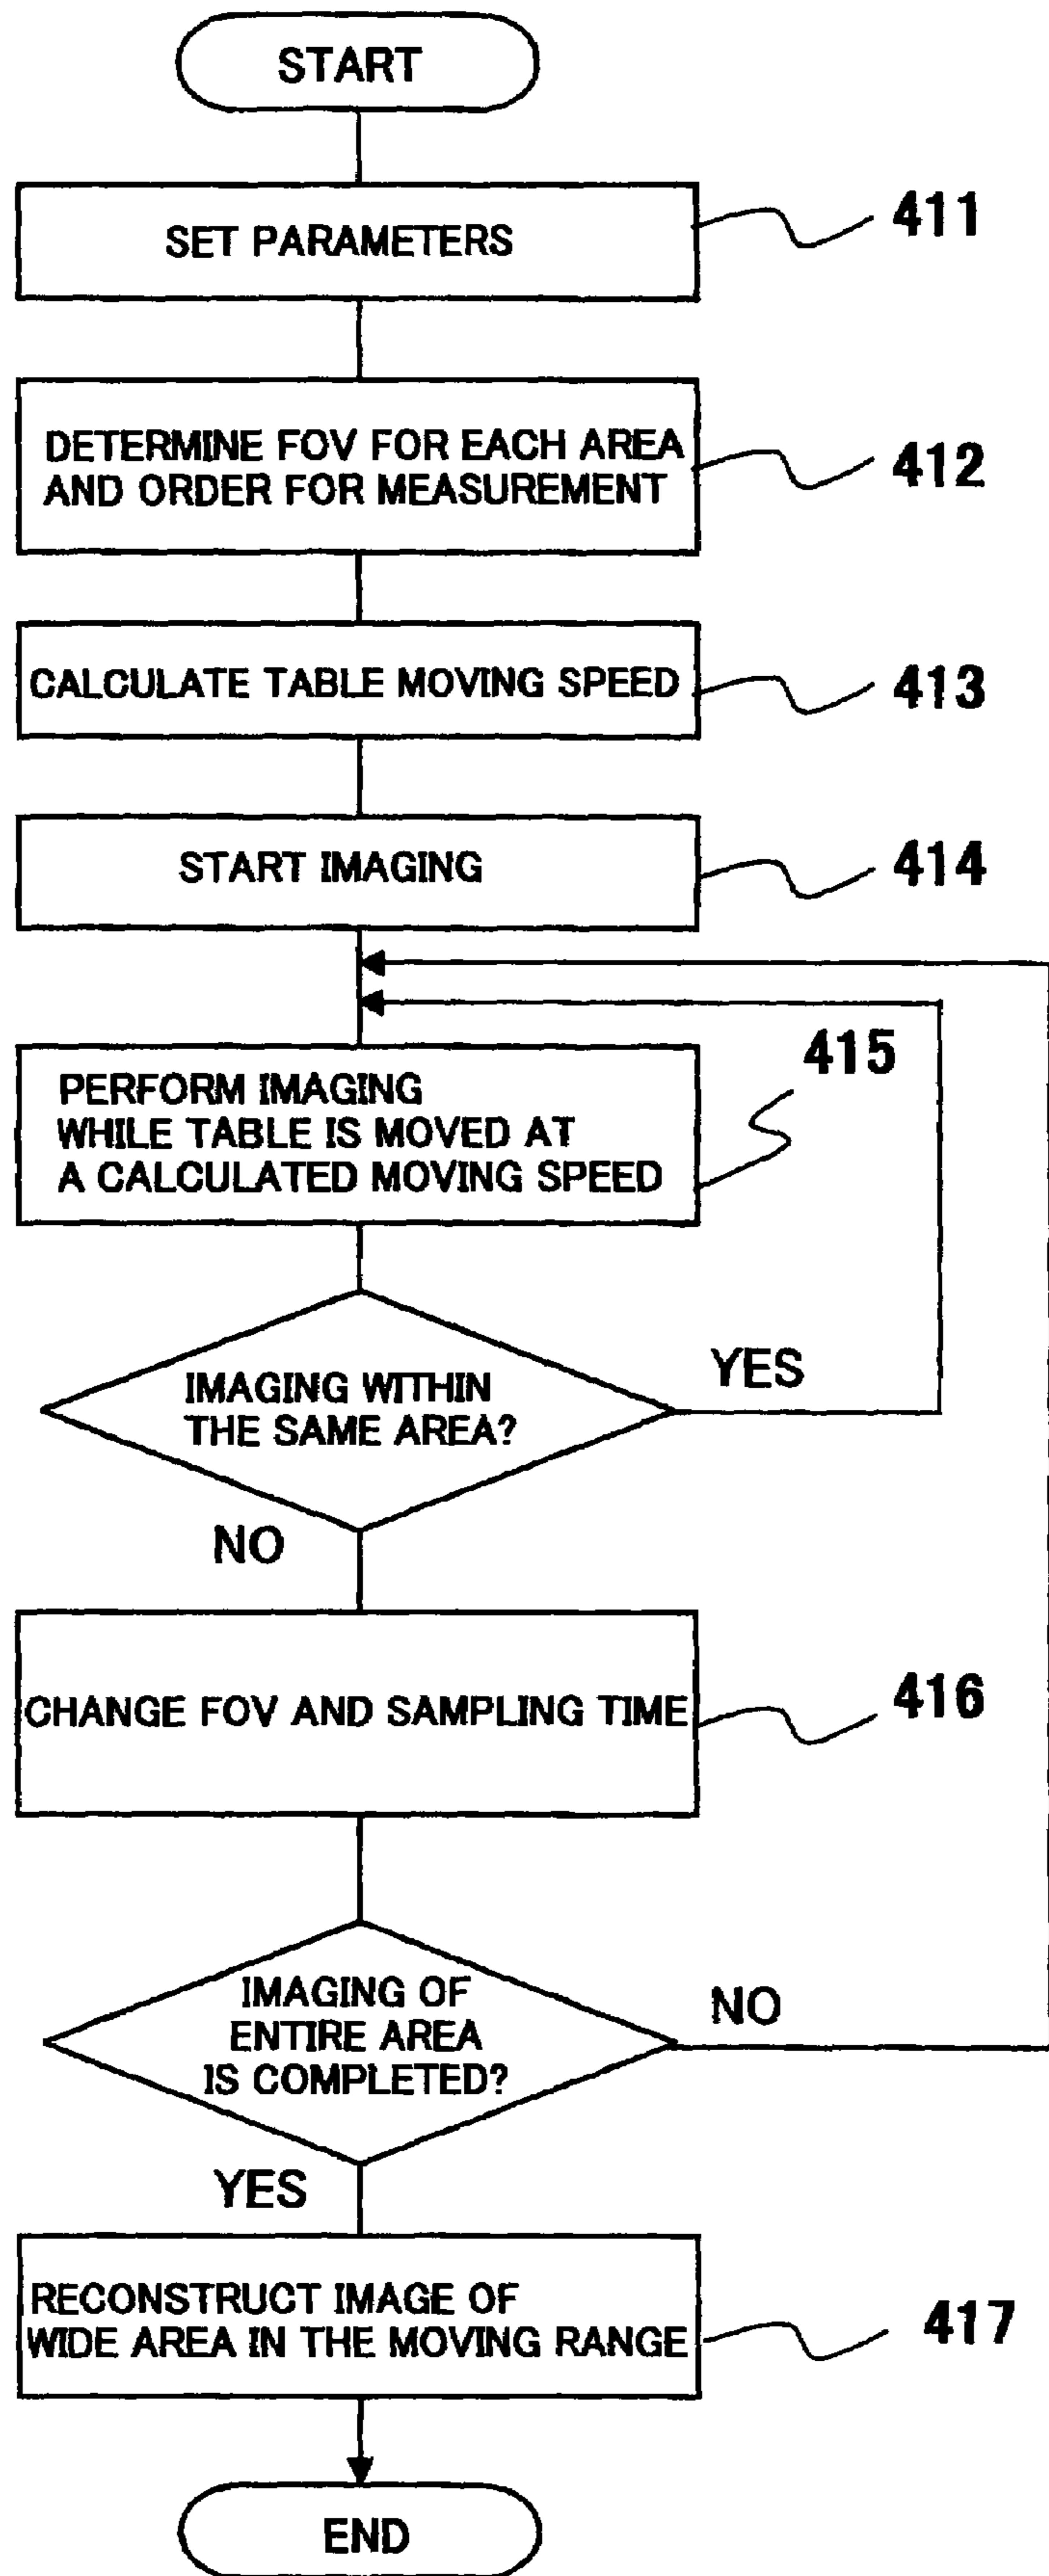 START
SET PARAMETERS
411
DETERMINE FOV FOR EACH AREA
AND ORDER FOR MEASUREMENT
412
CALCULATE TABLE MOVING SPEED
413
START IMAGING
414
415
PERFORM IMAGING
WHILE TABLE IS MOVED AT
A CALCULATED MOVING SPEED
IMAGING WITHIN
THE SAME AREA?
YES
NO
CHANGE FOV AND SAMPLING TIME
416
IMAGING OF
ENTIRE AREA
IS COMPLETED?
NO
YES
RECONSTRUCT IMAGE OF
WIDE AREA IN THE MOVING RANGE
417
END